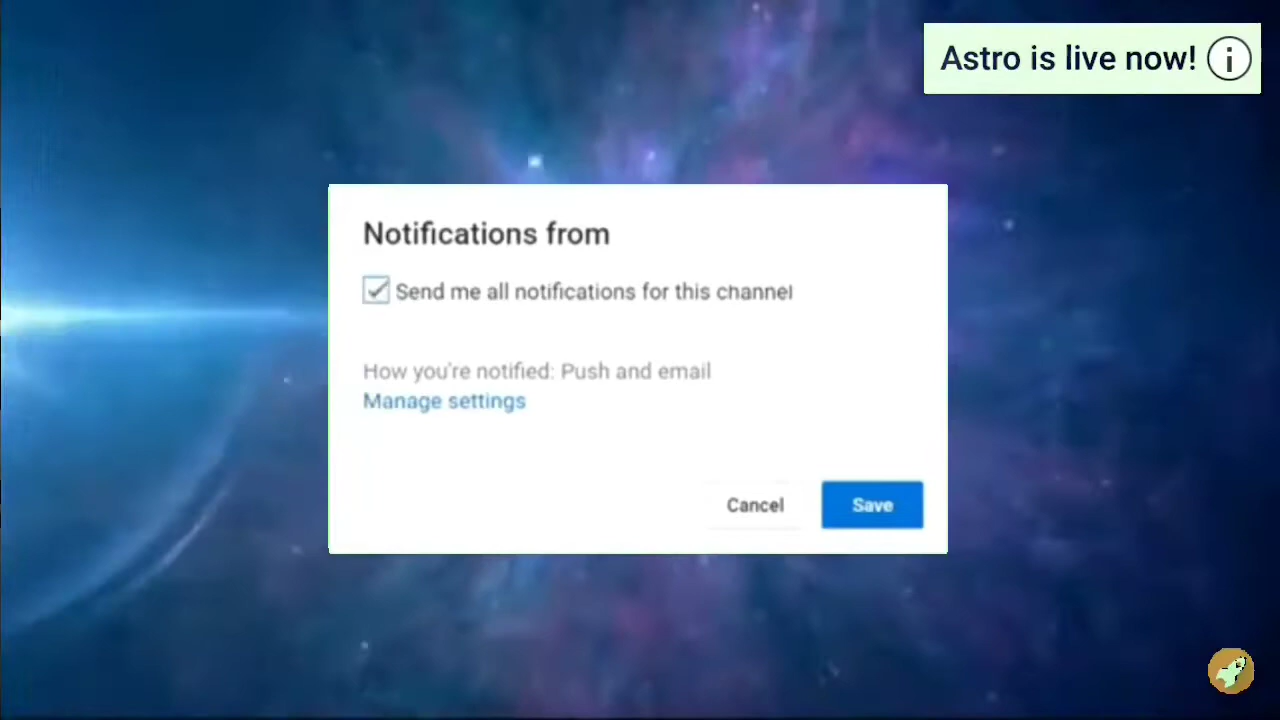 Astro is live now!
Notifications from
Send me all notifications for this channel
How you're notified: Push and email
Manage settings
Cancel
Save